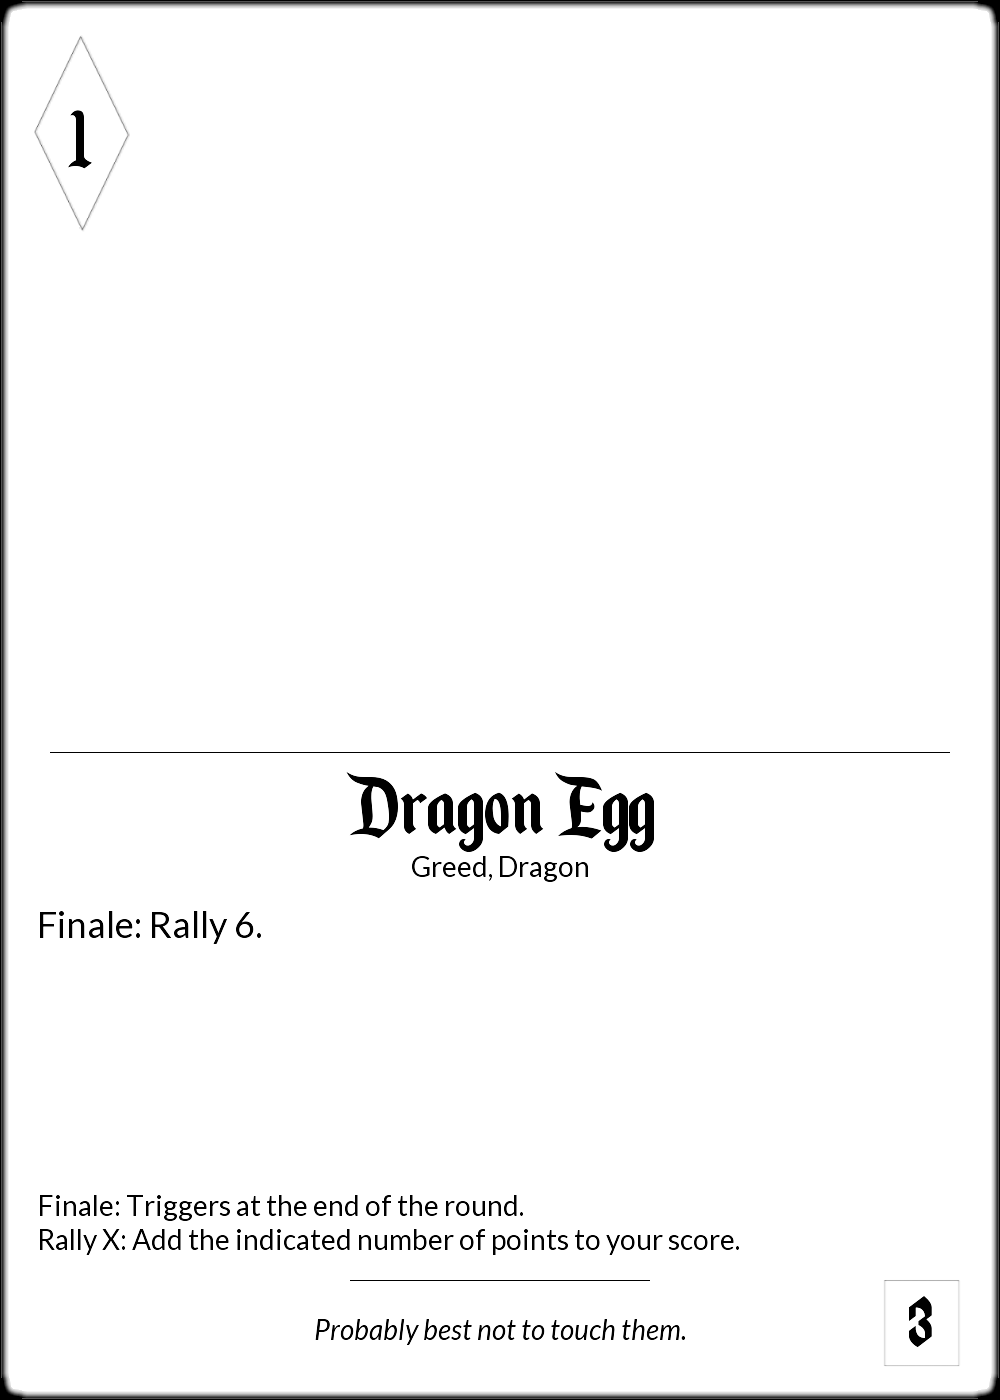 1
Dragon Egg
Greed, Dragon
Finale: Rally 6.
Finale: Triggers at the end of the round.
Rally X: Add the indicated number of points to your score.
Probably best not to touch them.
3